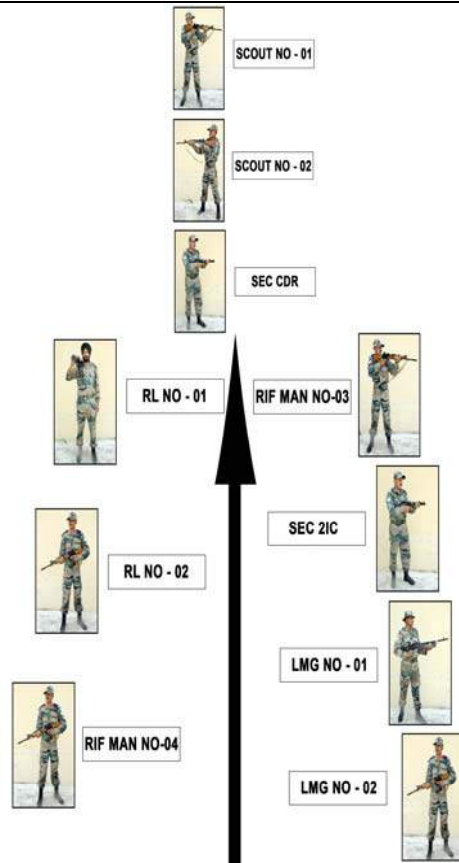 SCOUT NO - 01
SCOUT NO - 02
SEC CDR
RL NO - 01
RIF MAN NO-03
SEC 2IC
RL NO - 02
LMG NO - 01
RIF MAN NO-04
LMG NO - 02